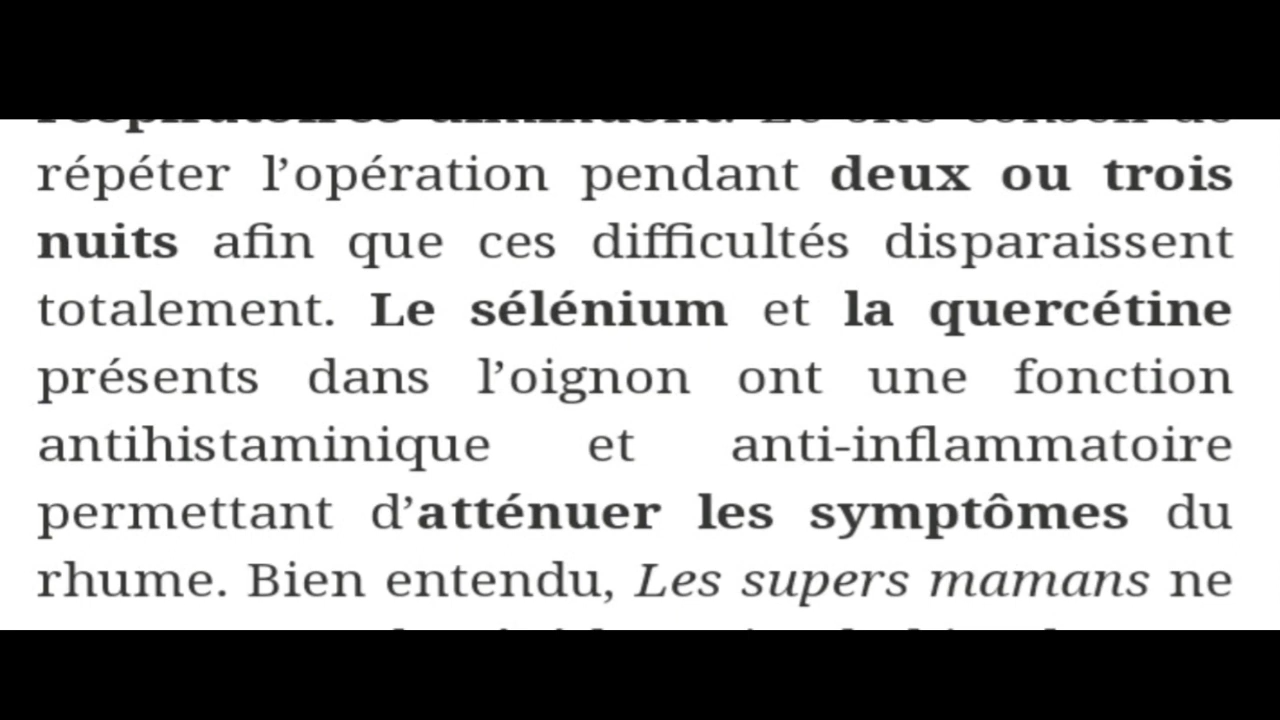 répéter l’opération pendant deux ou trois
nuits afin que ces difficultés disparaissent
totalement. Le sélénium et la quercétine
présents dans l’oignon ont une fonction
antihistaminique et anti-inflammatoire
permettant d’atténuer les symptômes du
rhume. Bien entendu, Les supers mamans ne